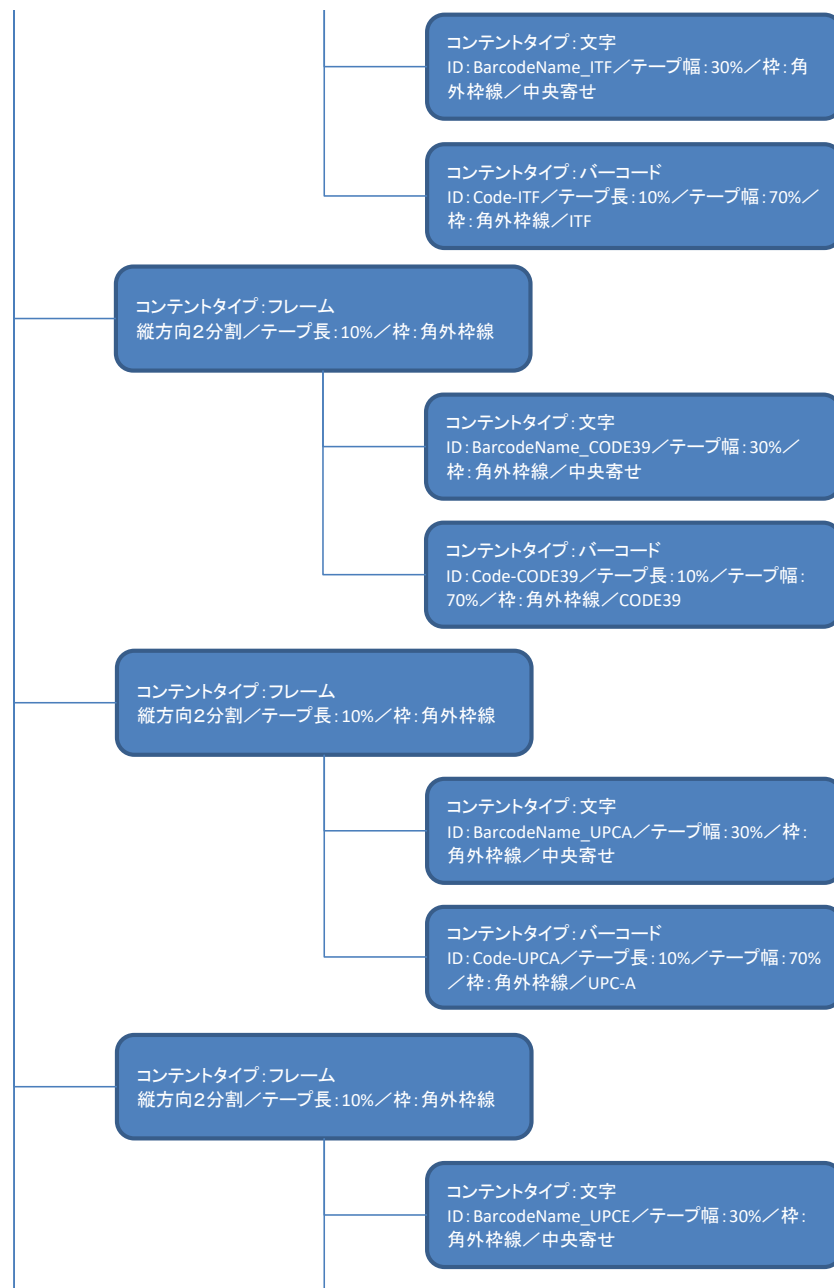 コンテントタイプ：文字
ID：BarcodeName_ITF／テープ幅：30%／枠：角
外枠線／中央寄せ
コンテントタイプ：バーコード
ID：Code-ITF／テープ長：10%／テープ幅：70%／
枠：角外枠線／ITF
コンテントタイプ：フレーム
縦方向２分割／テープ長：10%／枠：角外枠線
コンテントタイプ：文字
ID：BarcodeName_CODE39／テープ幅：30%／
枠：角外枠線／中央寄せ
コンテントタイプ：バーコード
ID：Code-CODE39／テープ長：10%／テープ幅：
70%／枠：角外枠線／CODE39
コンテントタイプ：フレーム
縦方向２分割／テープ長：10%／枠：角外枠線
コンテントタイプ：文字
ID：BarcodeName_UPCA／テープ幅：30%／枠：
角外枠線／中央寄せ
コンテントタイプ：バーコード
ID：Code-UPCA／テープ長：10%／テープ幅：70%
／枠：角外枠線／UPC-A
コンテントタイプ：フレーム
縦方向２分割／テープ長：10%／枠：角外枠線
コンテントタイプ：文字
ID：BarcodeName_UPCE／テープ幅：30%／枠：
角外枠線／中央寄せ